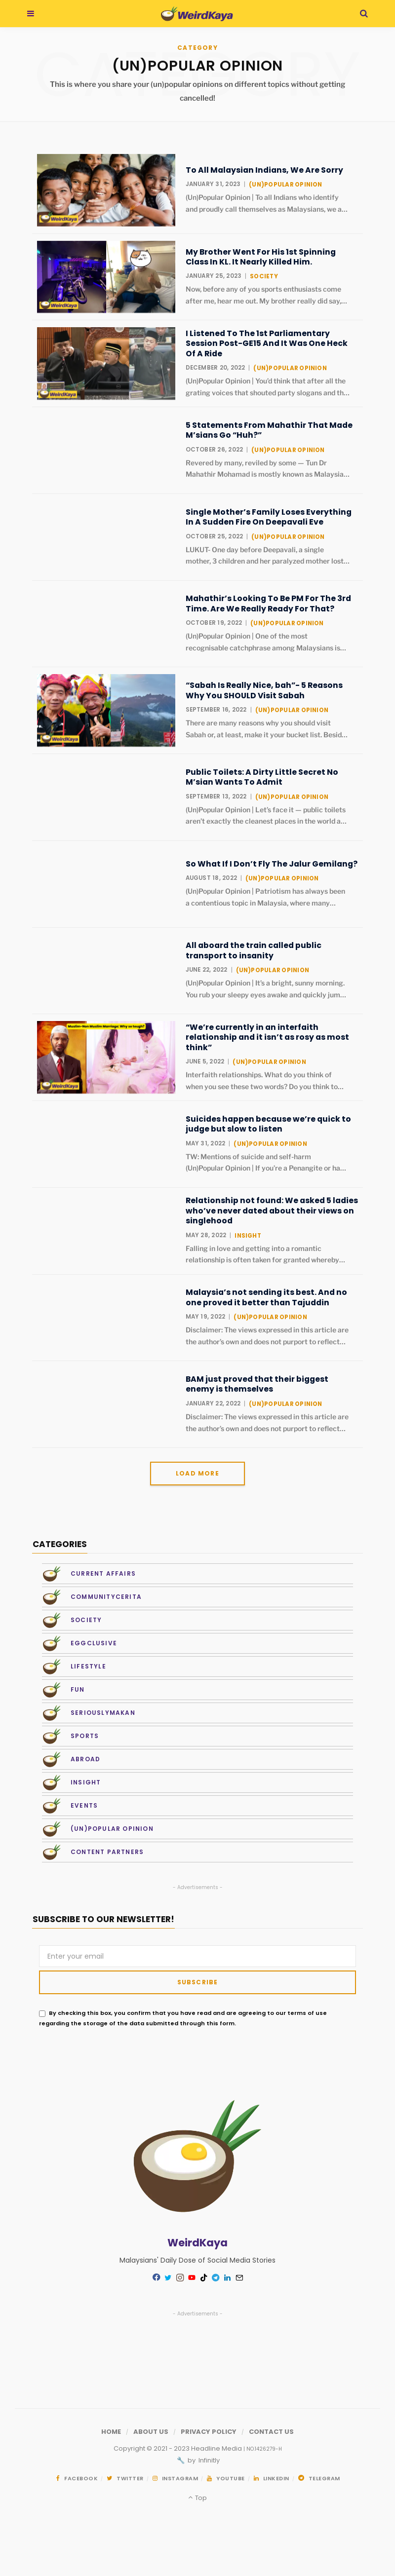 WeirdKaya
CATEGORY
(UN)POPULAR OPINION
This is where you share your (un)popular opinions on different topics without getting
cancelled!
To All Malaysian Indians, We Are Sorry
JANUARY 31, 2023 | (UN)POPULAR OPINION
(Un)Popular Opinion | To all Indians who identify
and proudly call themselves as Malaysians, we a…
WeirdKaya
My Brother Went For His 1st Spinning
Class In KL. It Nearly Killed Him.
JANUARY 25, 2023 | SOCIETY
Now, before any of you sports enthusiasts come
after me, hear me out. My brother really did say,…
WeirdKaya
I Listened To The 1st Parliamentary
Session Post-GE15 And It Was One Heck
Of A Ride
DECEMBER 20, 2022 | (UN)POPULAR OPINION
(Un)Popular Opinion | You'd think that after all the
grating voices that shouted party slogans and th…
WeirdKaya
5 Statements From Mahathir That Made
M'sians Go “Huh?”
OCTOBER 26, 2022 | (UN)POPULAR OPINION
Revered by many, reviled by some — Tun Dr
Mahathir Mohamad is mostly known as Malaysia…
Single Mother's Family Loses Everything
In A Sudden Fire On Deepavali Eve
OCTOBER 25, 2022 | (UN)POPULAR OPINION
LUKUT- One day before Deepavali, a single
mother, 3 children and her paralyzed mother lost…
Mahathir's Looking To Be PM For The 3rd
Time. Are We Really Ready For That?
OCTOBER 19, 2022 | (UN)POPULAR OPINION
(Un)Popular Opinion | One of the most
recognisable catchphrase among Malaysians is…
“Sabah Is Really Nice, bah”- 5 Reasons
Why You SHOULD Visit Sabah
SEPTEMBER 16, 2022 | (UN)POPULAR OPINION
There are many reasons why you should visit
Sabah or, at least, make it your bucket list. Besid…
WeirdKaya
Public Toilets: A Dirty Little Secret No
M'sian Wants To Admit
SEPTEMBER 13, 2022 | (UN)POPULAR OPINION
(Un)Popular Opinion | Let's face it — public toilets
aren't exactly the cleanest places in the world a…
So What If I Don't Fly The Jalur Gemilang?
AUGUST 18, 2022 | (UN)POPULAR OPINION
(Un)Popular Opinion | Patriotism has always been
a contentious topic in Malaysia, where many…
All aboard the train called public
transport to insanity
JUNE 22, 2022 | (UN)POPULAR OPINION
(Un)Popular Opinion | It's a bright, sunny morning.
You rub your sleepy eyes awake and quickly jum…
Muslim-Non Muslim Marriage: Why so tough?
“We're currently in an interfaith
relationship and it isn't as rosy as most
think”
JUNE 5, 2022 | (UN)POPULAR OPINION
Interfaith relationships. What do you think of
when you see these two words? Do you think to…
WeirdKaya
Suicides happen because we're quick to
judge but slow to listen
MAY 31, 2022 | (UN)POPULAR OPINION
TW: Mentions of suicide and self-harm
(Un)Popular Opinion | If you're a Penangite or ha…
Relationship not found: We asked 5 ladies
who've never dated about their views on
singlehood
MAY 28, 2022 | INSIGHT
Falling in love and getting into a romantic
relationship is often taken for granted whereby…
Malaysia's not sending its best. And no
one proved it better than Tajuddin
MAY 19, 2022 | (UN)POPULAR OPINION
Disclaimer: The views expressed in this article are
the author's own and does not purport to reflect…
BAM just proved that their biggest
enemy is themselves
JANUARY 22, 2022 | (UN)POPULAR OPINION
Disclaimer: The views expressed in this article are
the author's own and does not purport to reflect…
LOAD MORE
CATEGORIES
CURRENT AFFAIRS
COMMUNITYCERITA
SOCIETY
EGGCLUSIVE
LIFESTYLE
FUN
SERIOUSLYMAKAN
SPORTS
ABROAD
INSIGHT
EVENTS
(UN)POPULAR OPINION
CONTENT PARTNERS
- Advertisements -
SUBSCRIBE TO OUR NEWSLETTER!
Enter your email
SUBSCRIBE
By checking this box, you confirm that you have read and are agreeing to our terms of use
regarding the storage of the data submitted through this form.
WeirdKaya
Malaysians' Daily Dose of Social Media Stories
- Advertisements -
HOME / ABOUT US / PRIVACY POLICY / CONTACT US
Copyright © 2021 - 2023 Headline Media | NO.1426279-H
🔧 by Infinitly
FACEBOOK / TWITTER / INSTAGRAM / YOUTUBE / LINKEDIN / TELEGRAM
Top